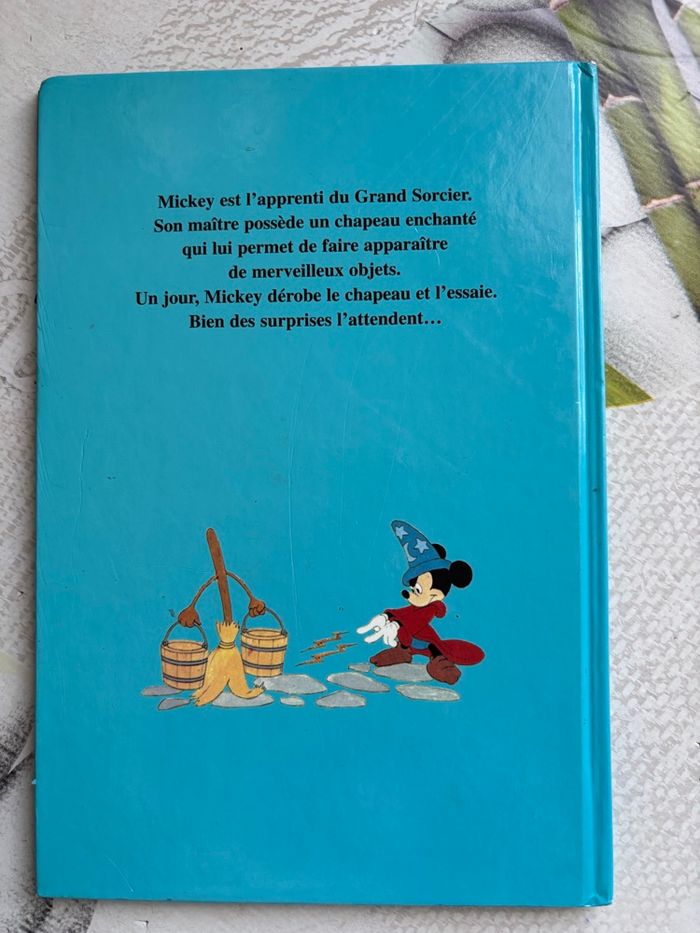 Mickey est l'apprenti du Grand Sorcier.
Son maître possède un chapeau enchanté
qui lui permet de faire apparaître
de merveilleux objets.
Un jour, Mickey dérobe le chapeau et l'essaie.
Bien des surprises l'attendent…